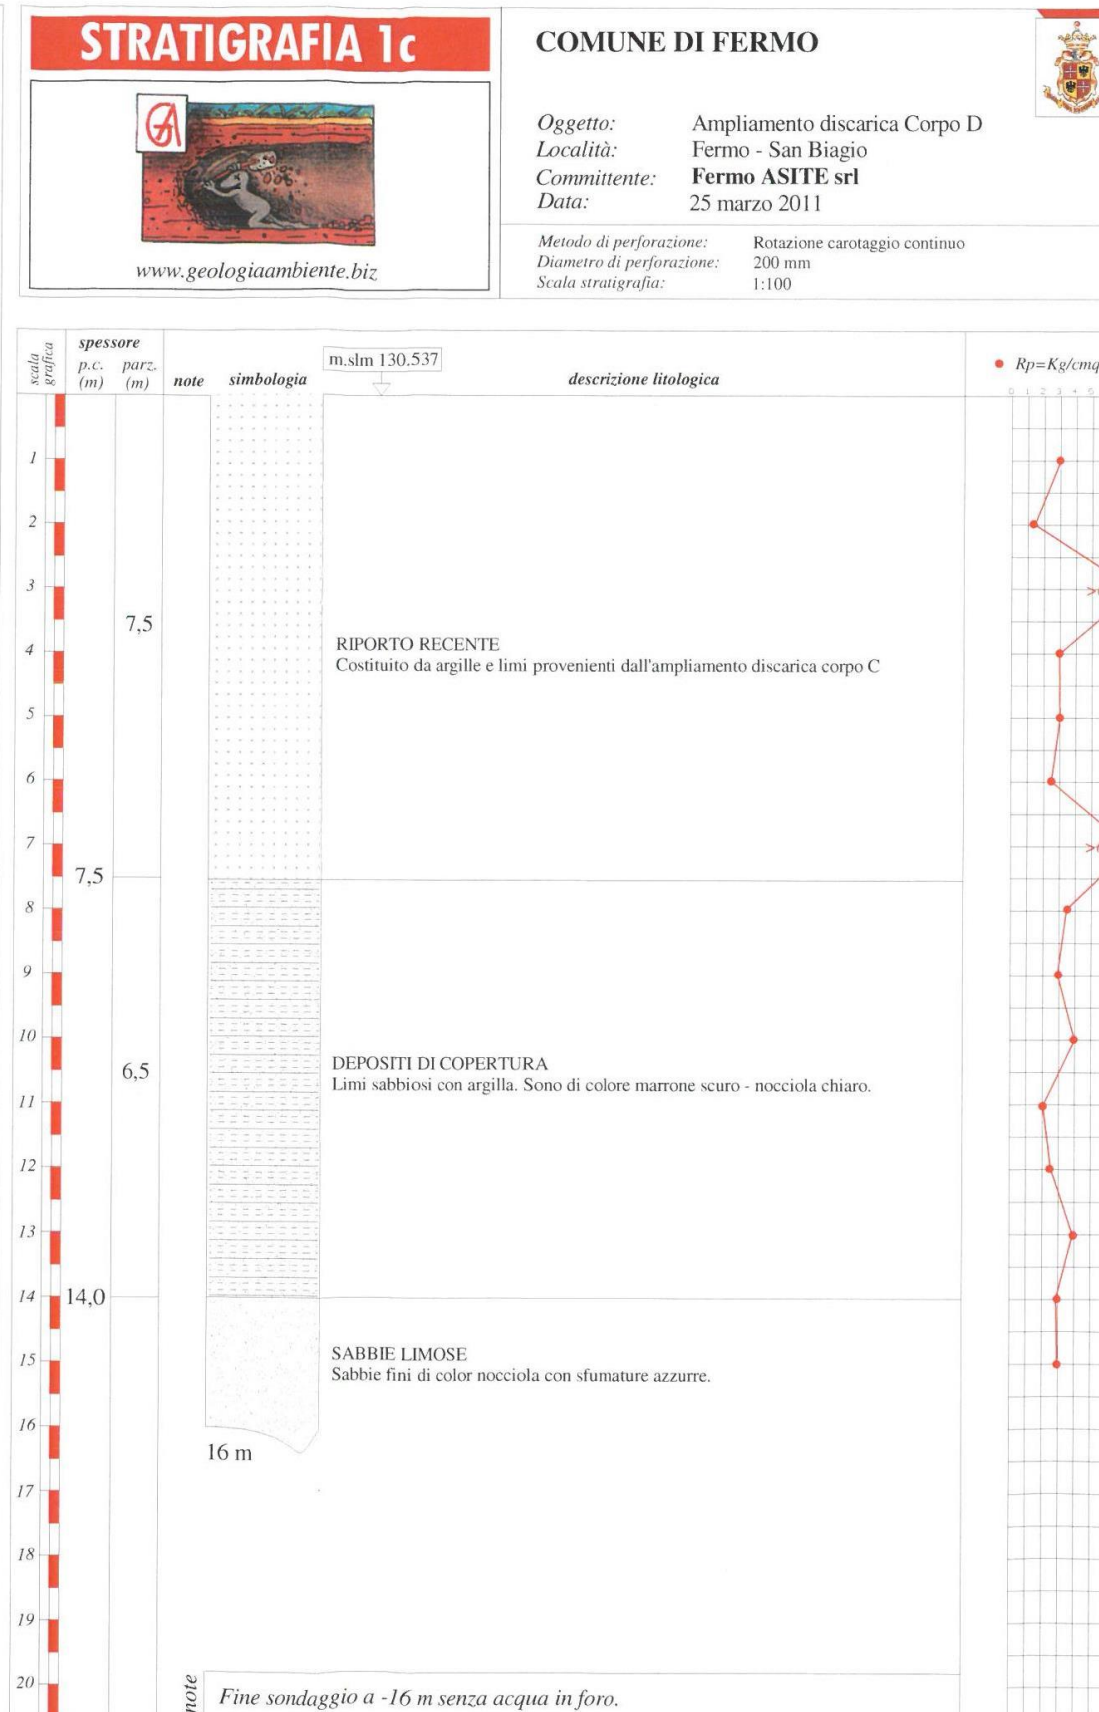 STRATIGRAFIA 1c
www.geologiaambiente.biz
COMUNE DI FERMO
Oggetto: Ampliamento discarica Corpo D
Località: Fermo - San Biagio
Committente: Fermo ASITE srl
Data: 25 marzo 2011
Metodo di perforazione: Rotazione carotaggio continuo
Diametro di perforazione: 200 mm
Scala stratigrafia: 1:100
scala grafica
spessore
p.c. (m)
parz. (m)
note
simbologia
m.slm 130.537
descrizione litologica
Rp=Kg/cmq
0 1 2 3 4 5
1
2
3
7,5
RIPORTO RECENTE
4
Costituito da argille e limi provenienti dall'ampliamento discarica corpo C
5
6
7
7,5
8
9
10
DEPOSITI DI COPERTURA
6,5
Limi sabbiosi con argilla. Sono di colore marrone scuro - nocciola chiaro.
11
12
13
14
14,0
SABBIE LIMOSE
15
Sabbie fini di color nocciola con sfumature azzurre.
16
16 m
17
18
19
20
note
Fine sondaggio a -16 m senza acqua in foro.